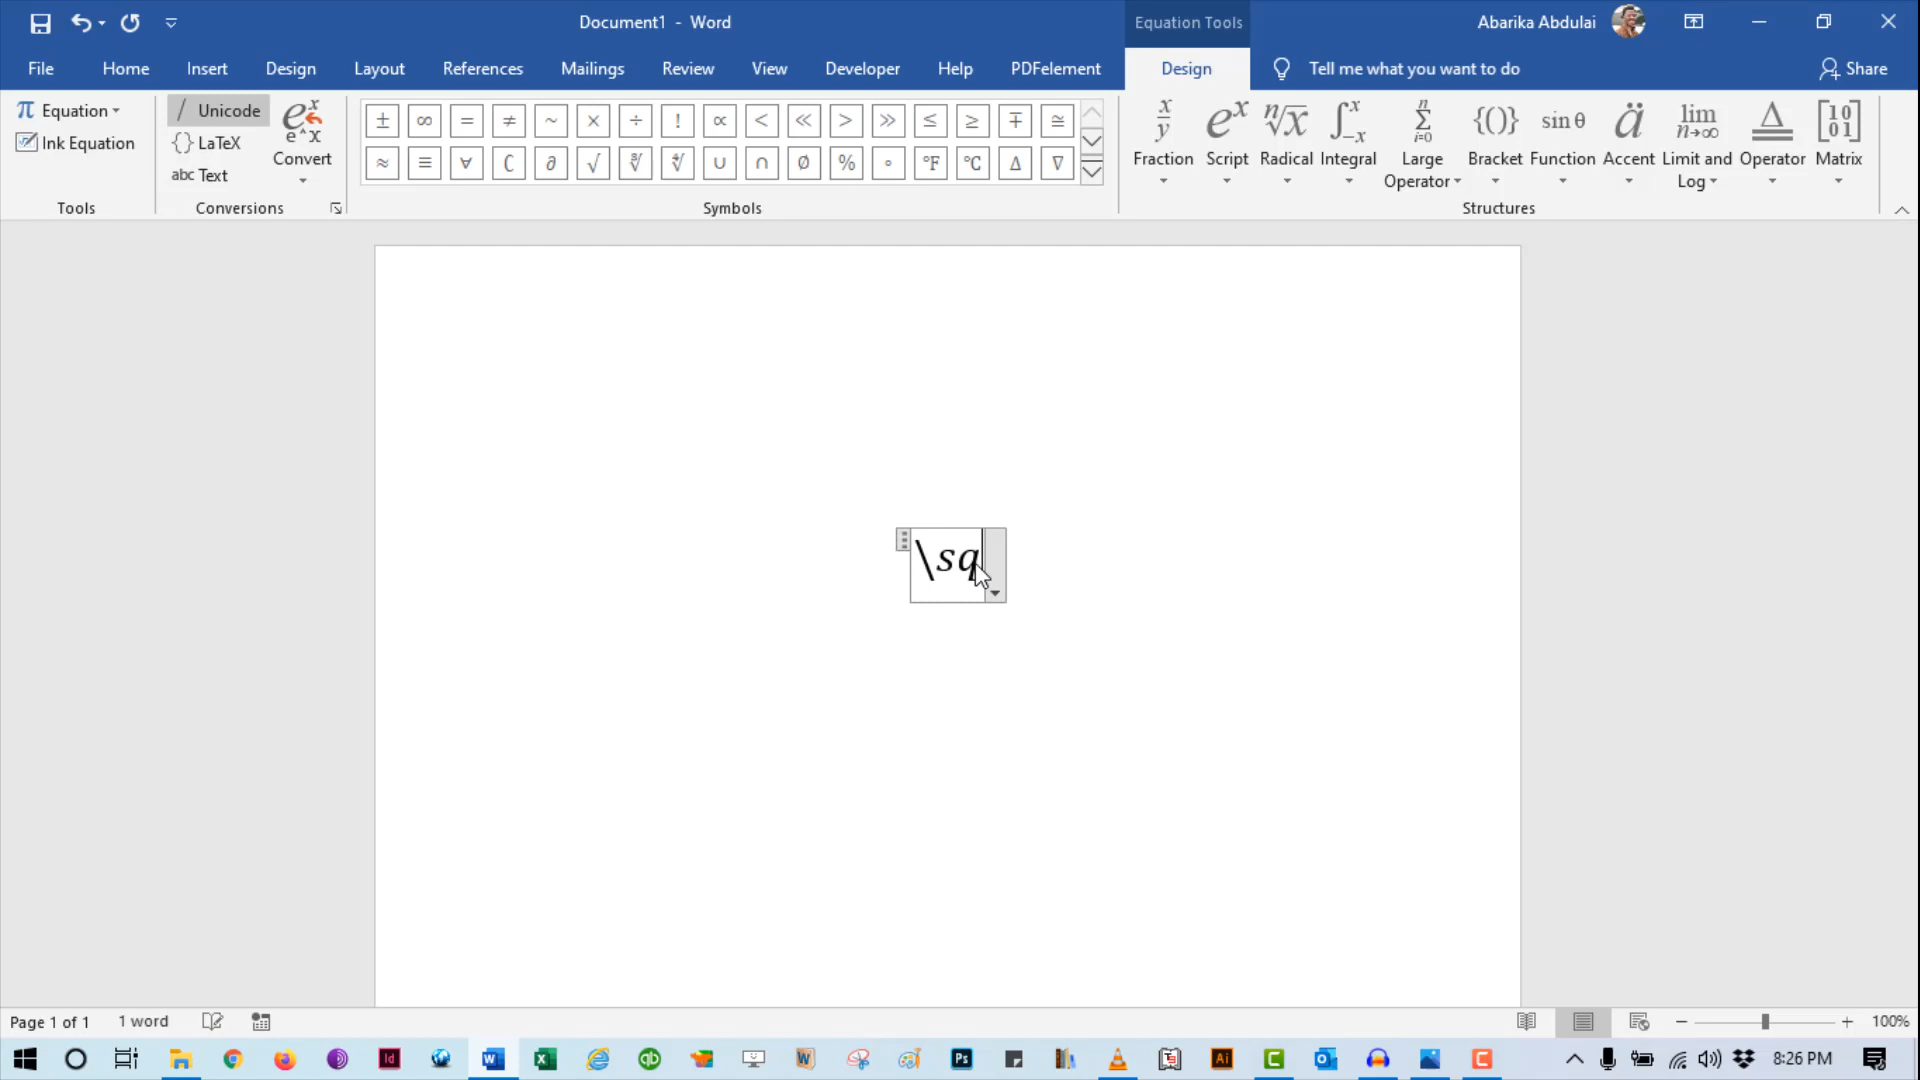 Document1 - Word
Equation Tools
Abarika Abdulai
File Home Insert Design Layout References Mailings Review View Developer Help PDFelement Design Tell me what you want to do Share
π Equation / Unicode e^x Convert
± ∞ = ≠ ~ × ÷ ! ∝ < ≪ > ≫ ≤ ≥ ∓ ≅
Ink Equation {} LaTeX
abc Text
≈ ≡ ∀ ∁ ∂ √ ∛ ∜ ∪ ∩ ∅ % ° °F °C ∆ ∇
Fraction Script Radical Integral Large Operator Bracket Function Accent Limit and Log Operator Matrix
Tools Conversions Symbols Structures
\sq
Page 1 of 1 1 word 100%
8:26 PM